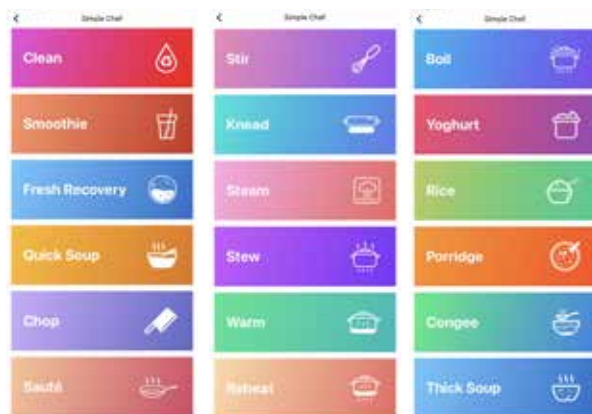 Simple Chef
Clean
Smoothie
Fresh Recovery
Quick Soup
Chop
Sauté
Simple Chef
Stir
Knead
Steam
Stew
Warm
Reheat
Simple Chef
Boil
Yoghurt
Rice
Porridge
Congee
Thick Soup